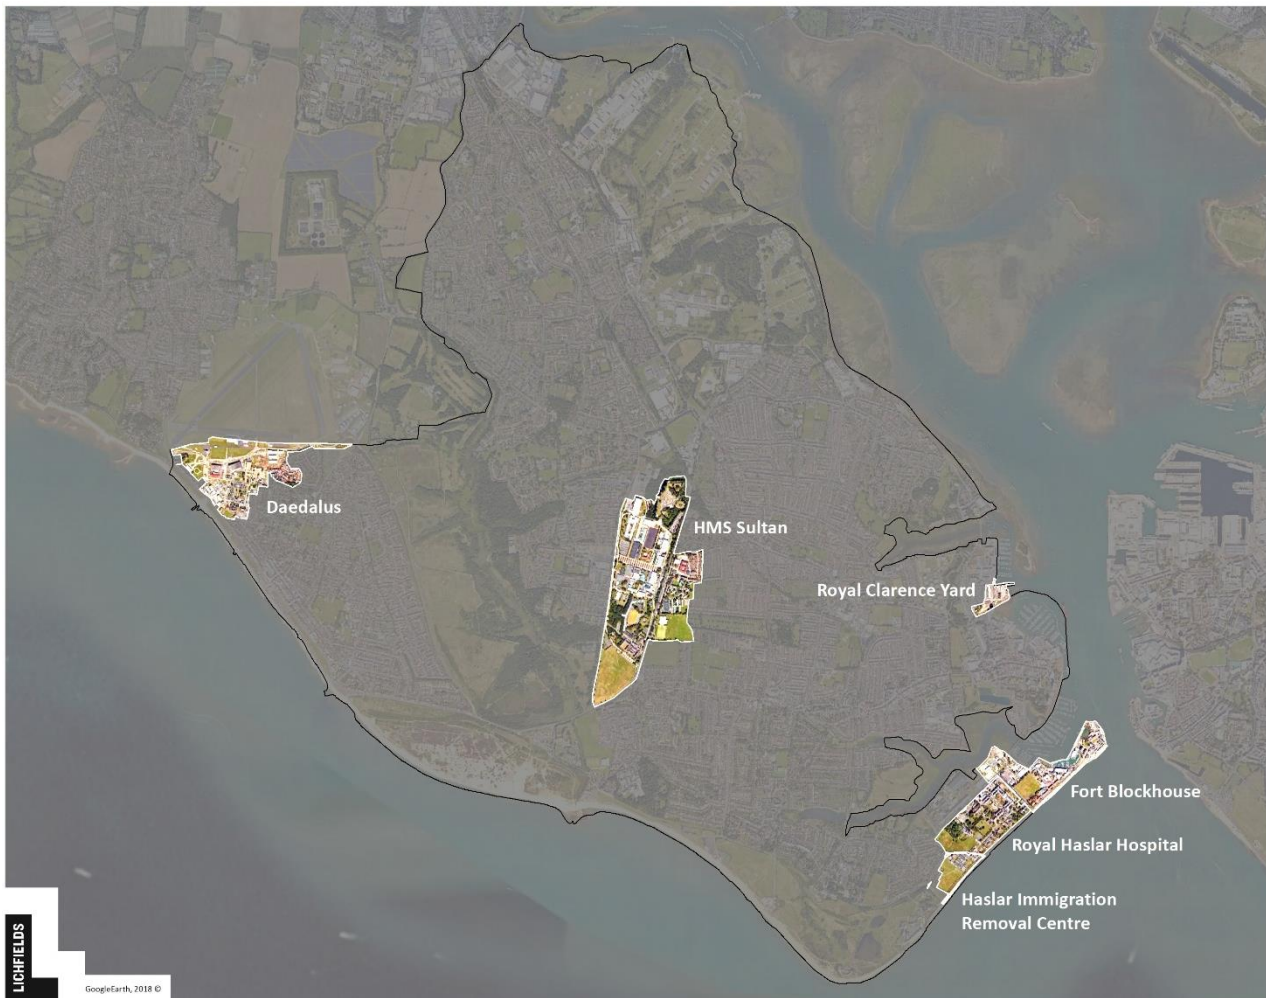 Daedalus
HMS Sultan
Royal Clarence Yard
Fort Blockhouse
Royal Haslar Hospital
Haslar Immigration
Removal Centre
LICHFIELDS
GoogleEarth, 2018 ©